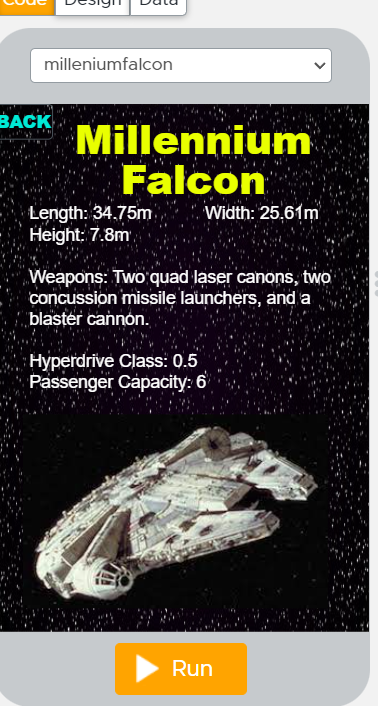 Code Design Data
milleniumfalcon
BACK
Millennium
Falcon
Length: 34.75m Width: 25.61m
Height: 7.8m
Weapons: Two quad laser canons, two
concussion missile launchers, and a
blaster cannon.
Hyperdrive Class: 0.5
Passenger Capacity: 6
Run